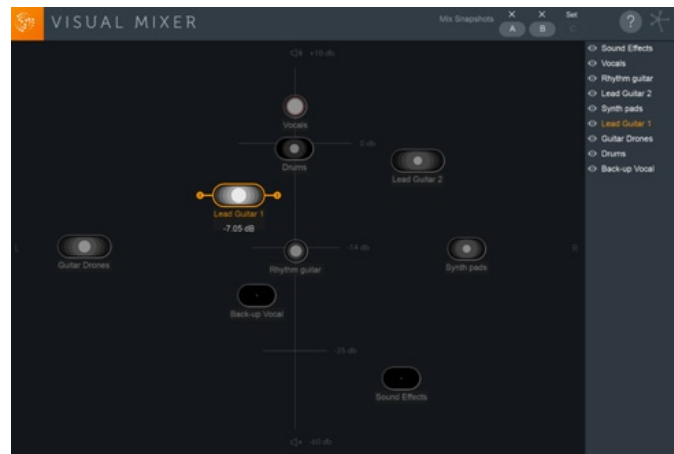 VISUAL MIXER
Mix Snapshots
X X Set
A B C
+10 db
Vocals
0 db
Drums
Lead Guitar 2
Lead Guitar 1
-7.05 dB
L
Guitar Drones
-14 db
Rhythm guitar
Synth pads
R
Back-up Vocal
-25 db
Sound Effects
-60 db
?
Sound Effects
Vocals
Rhythm guitar
Lead Guitar 2
Synth pads
Lead Guitar 1
Guitar Drones
Drums
Back-up Vocal